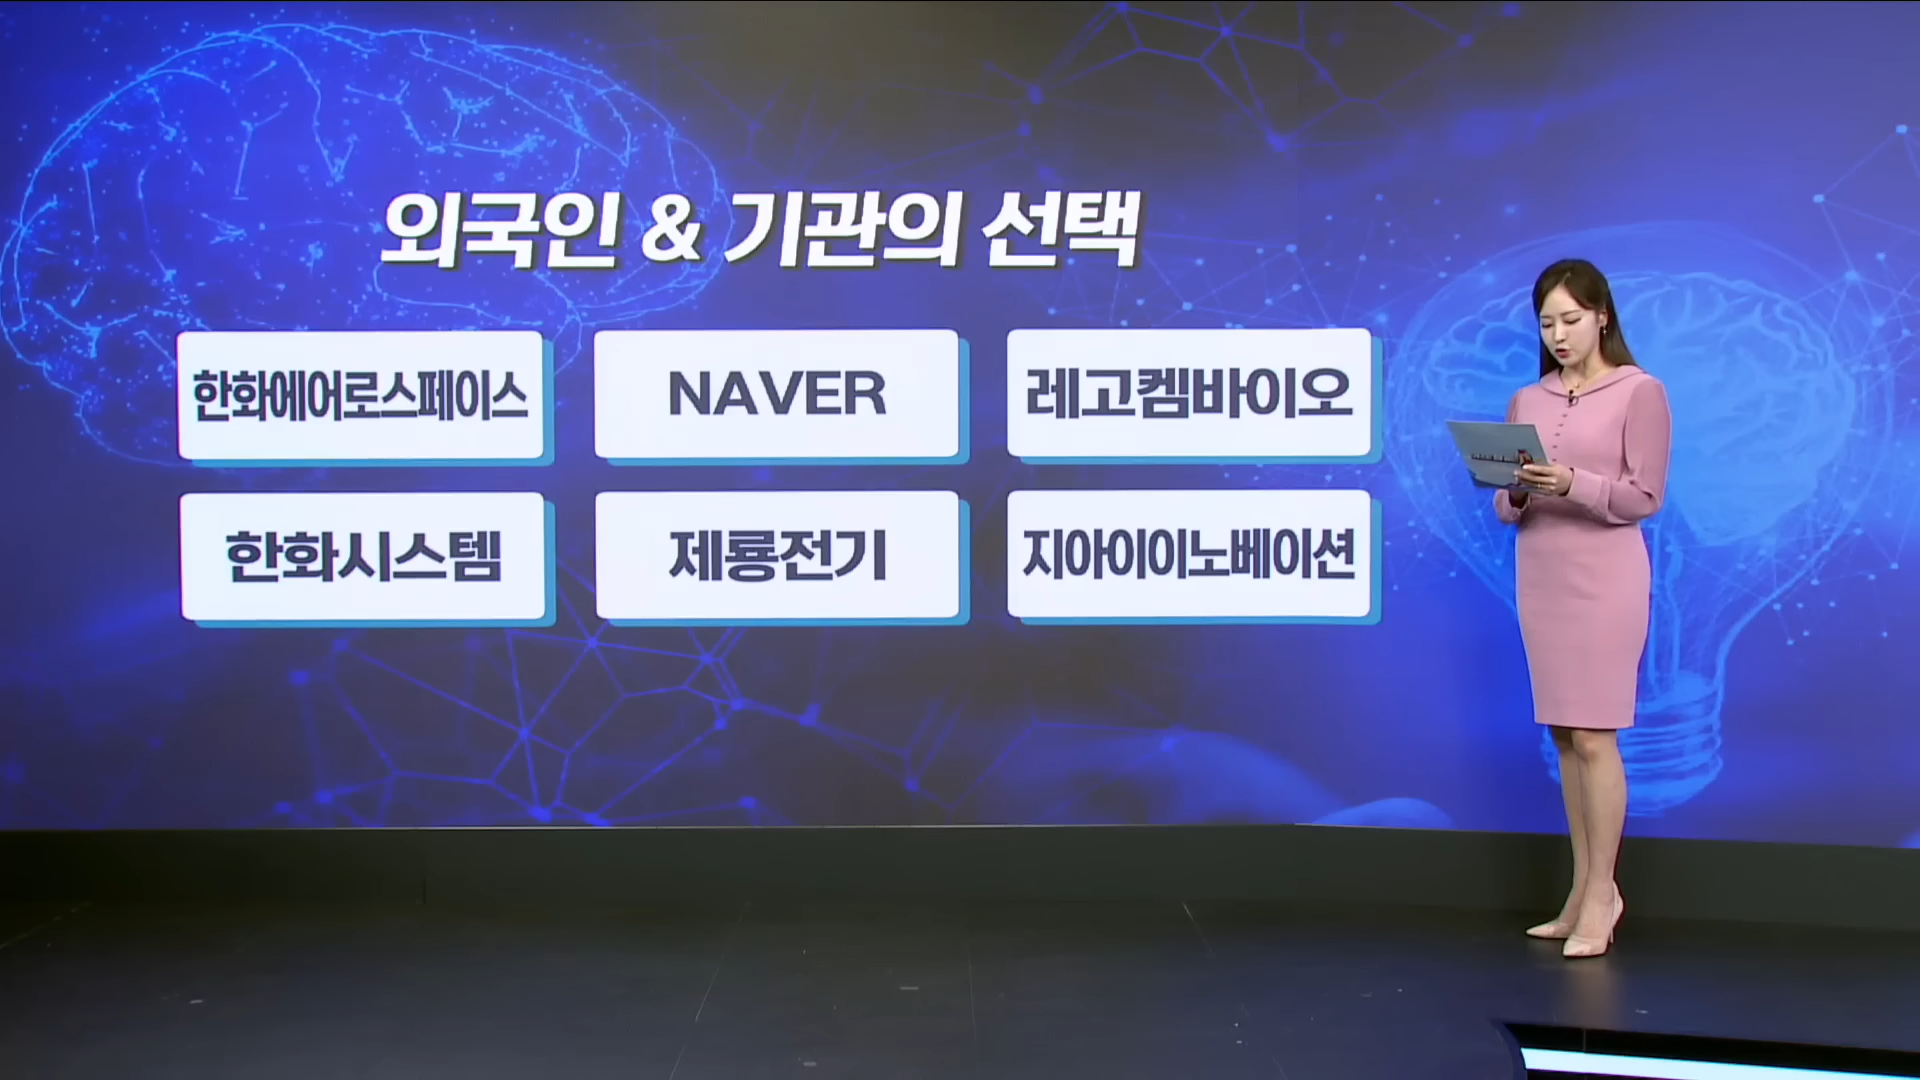 외국인 & 기관의 선택
한화에어로스페이스
NAVER
레고켐바이오
한화시스템
제룡전기
지아이이노베이션